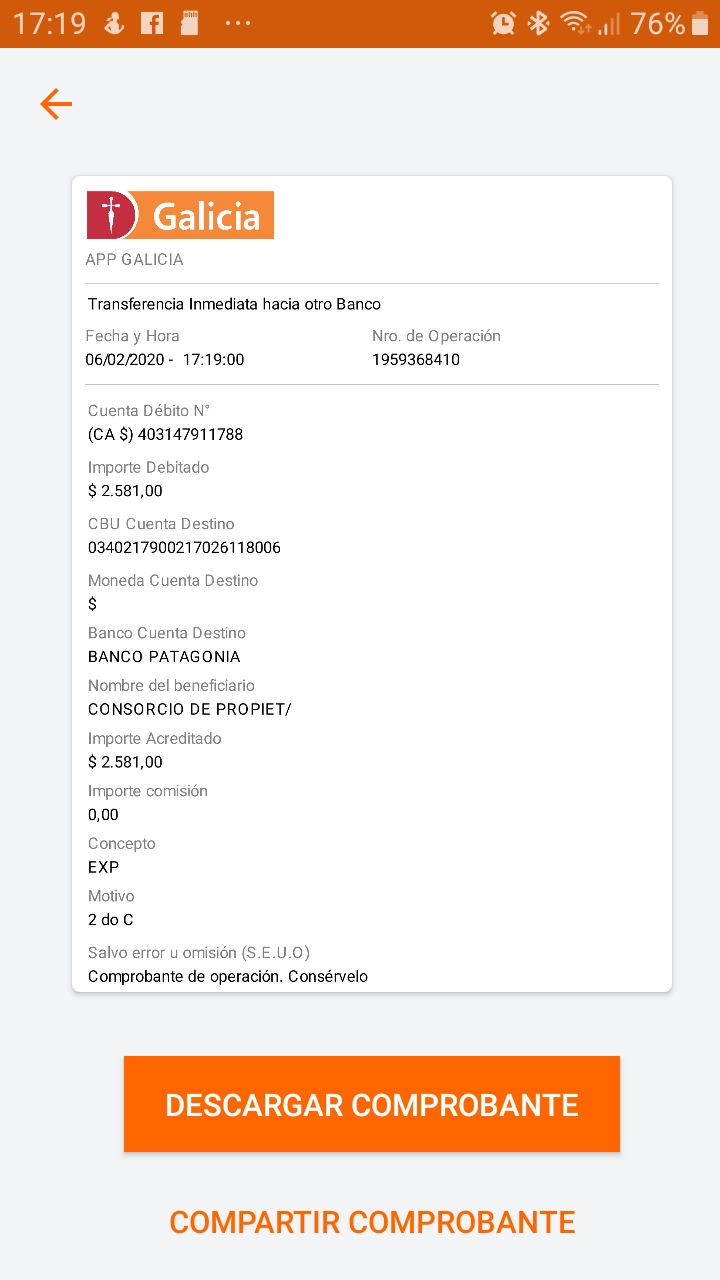 17:19 76%
Galicia
APP GALICIA
Transferencia Inmediata hacia otro Banco
Fecha y Hora Nro. de Operación
06/02/2020 - 17:19:00 1959368410
Cuenta Débito N°
(CA $) 403147911788
Importe Debitado
$ 2.581,00
CBU Cuenta Destino
0340217900217026118006
Moneda Cuenta Destino
$
Banco Cuenta Destino
BANCO PATAGONIA
Nombre del beneficiario
CONSORCIO DE PROPIET/
Importe Acreditado
$ 2.581,00
Importe comisión
0,00
Concepto
EXP
Motivo
2 do C
Salvo error u omisión (S.E.U.O)
Comprobante de operación. Consérvelo
DESCARGAR COMPROBANTE
COMPARTIR COMPROBANTE